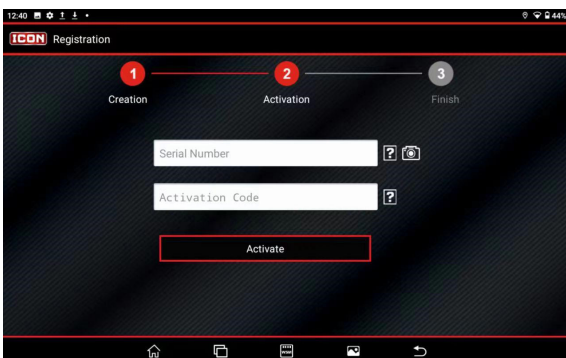 12:40 44%
ICON Registration
1 2 3
Creation Activation Finish
Serial Number ?
Activation Code ?
Activate